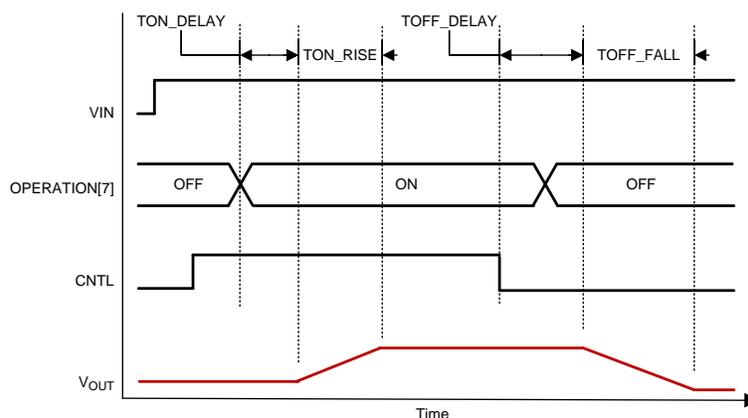 TON_DELAY
TOFF_DELAY
TON_RISE
TOFF_FALL
VIN
OPERATION[7]
OFF
ON
OFF
CNTL
VOUT
Time